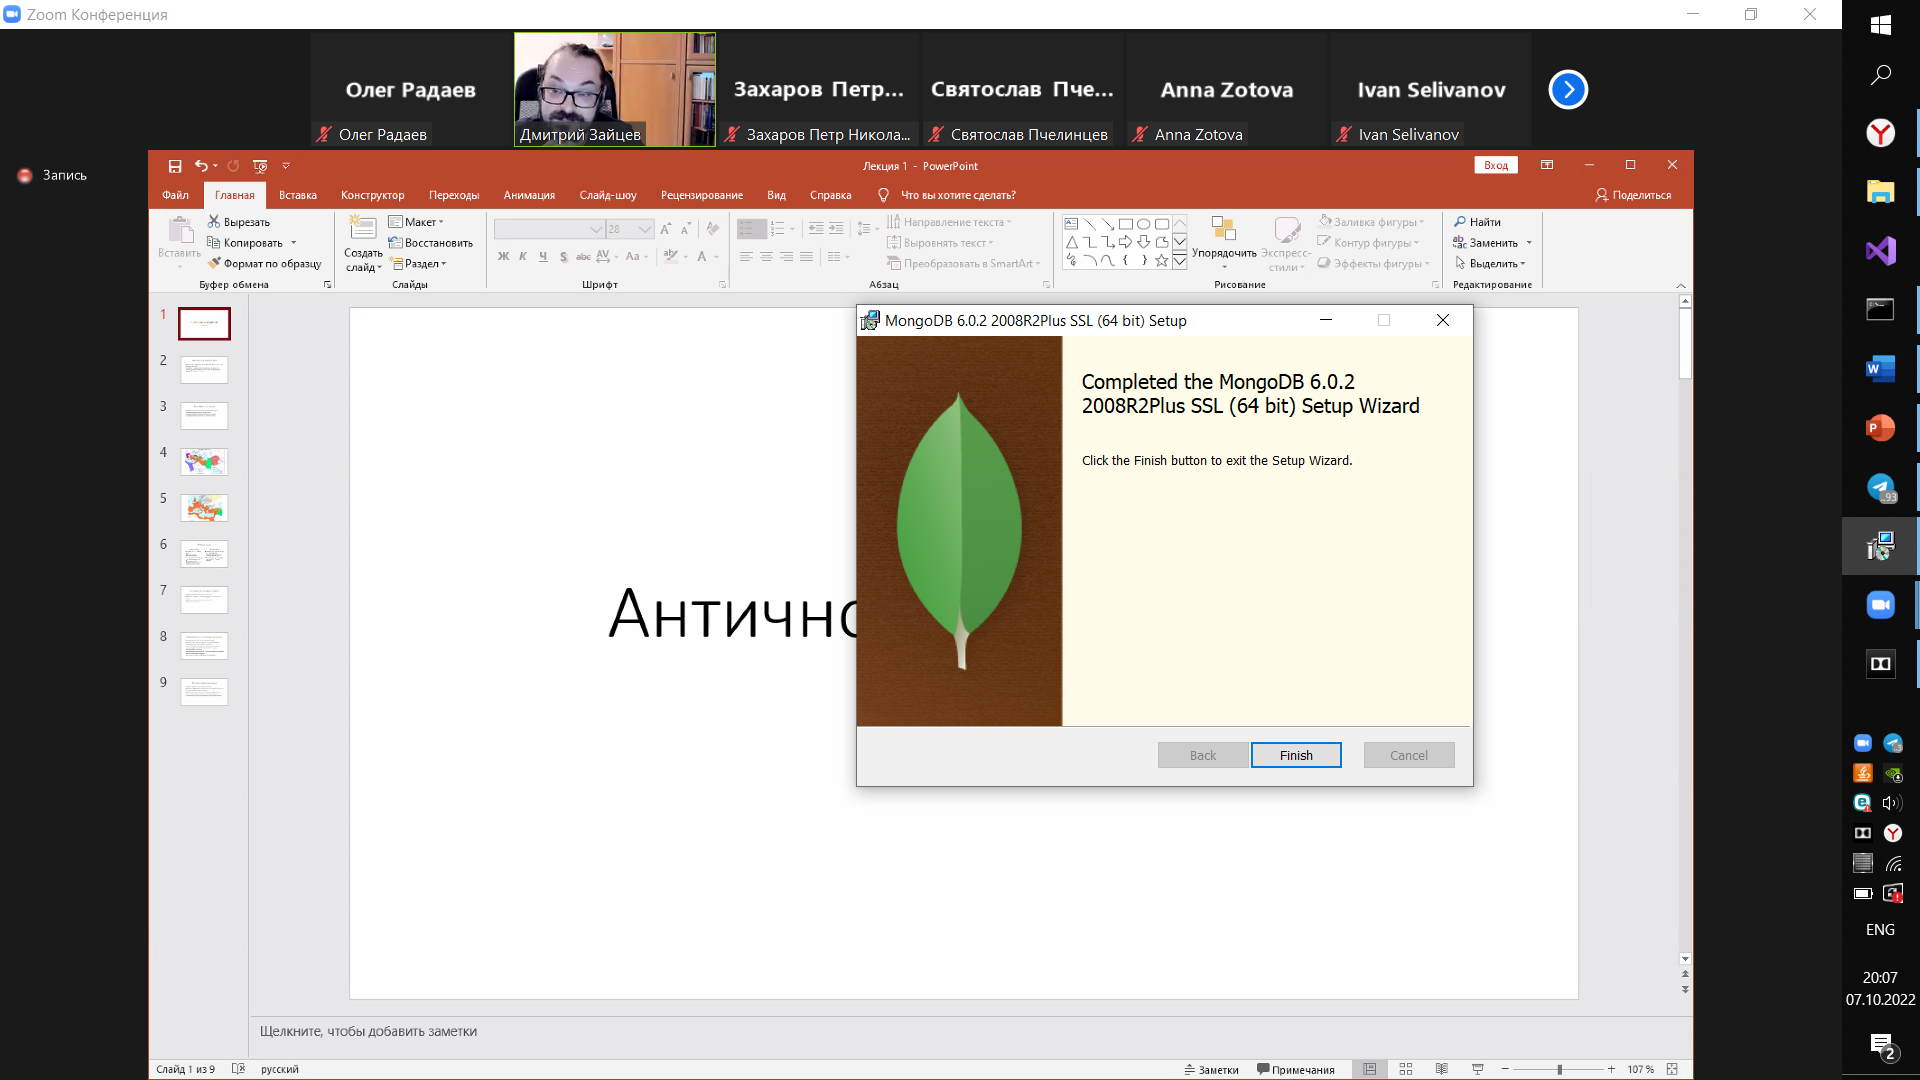 Zoom Конференция
Олег Радаев
Захаров Петр...
Святослав Пче...
Anna Zotova
Ivan Selivanov
Олег Радаев
Дмитрий Зайцев
Захаров Петр Никола...
Святослав Пчелинцев
Anna Zotova
Ivan Selivanov
Запись
Лекция 1 - PowerPoint
Вход
Файл
Главная
Вставка
Конструктор
Переходы
Анимация
Слайд-шоу
Рецензирование
Вид
Справка
Что вы хотите сделать?
Поделиться
Вставить
Вырезать
Копировать
Формат по образцу
Буфер обмена
Создать
слайд
Макет
Восстановить
Раздел
Слайды
28
Ж К Ч S abc AV Aa
Шрифт
Направление текста
Выровнять текст
Преобразовать в SmartArt
Абзац
Упорядочить
Экспресс-
стили
Заливка фигуры
Контур фигуры
Эффекты фигуры
Рисование
Найти
Заменить
Выделить
Редактирование
1
2
3
4
5
6
7
8
9
Антично
MongoDB 6.0.2 2008R2Plus SSL (64 bit) Setup
Completed the MongoDB 6.0.2
2008R2Plus SSL (64 bit) Setup Wizard
Click the Finish button to exit the Setup Wizard.
Back
Finish
Cancel
Щелкните, чтобы добавить заметки
Слайд 1 из 9
русский
Заметки
Примечания
107 %
93
ENG
20:07
07.10.2022
2